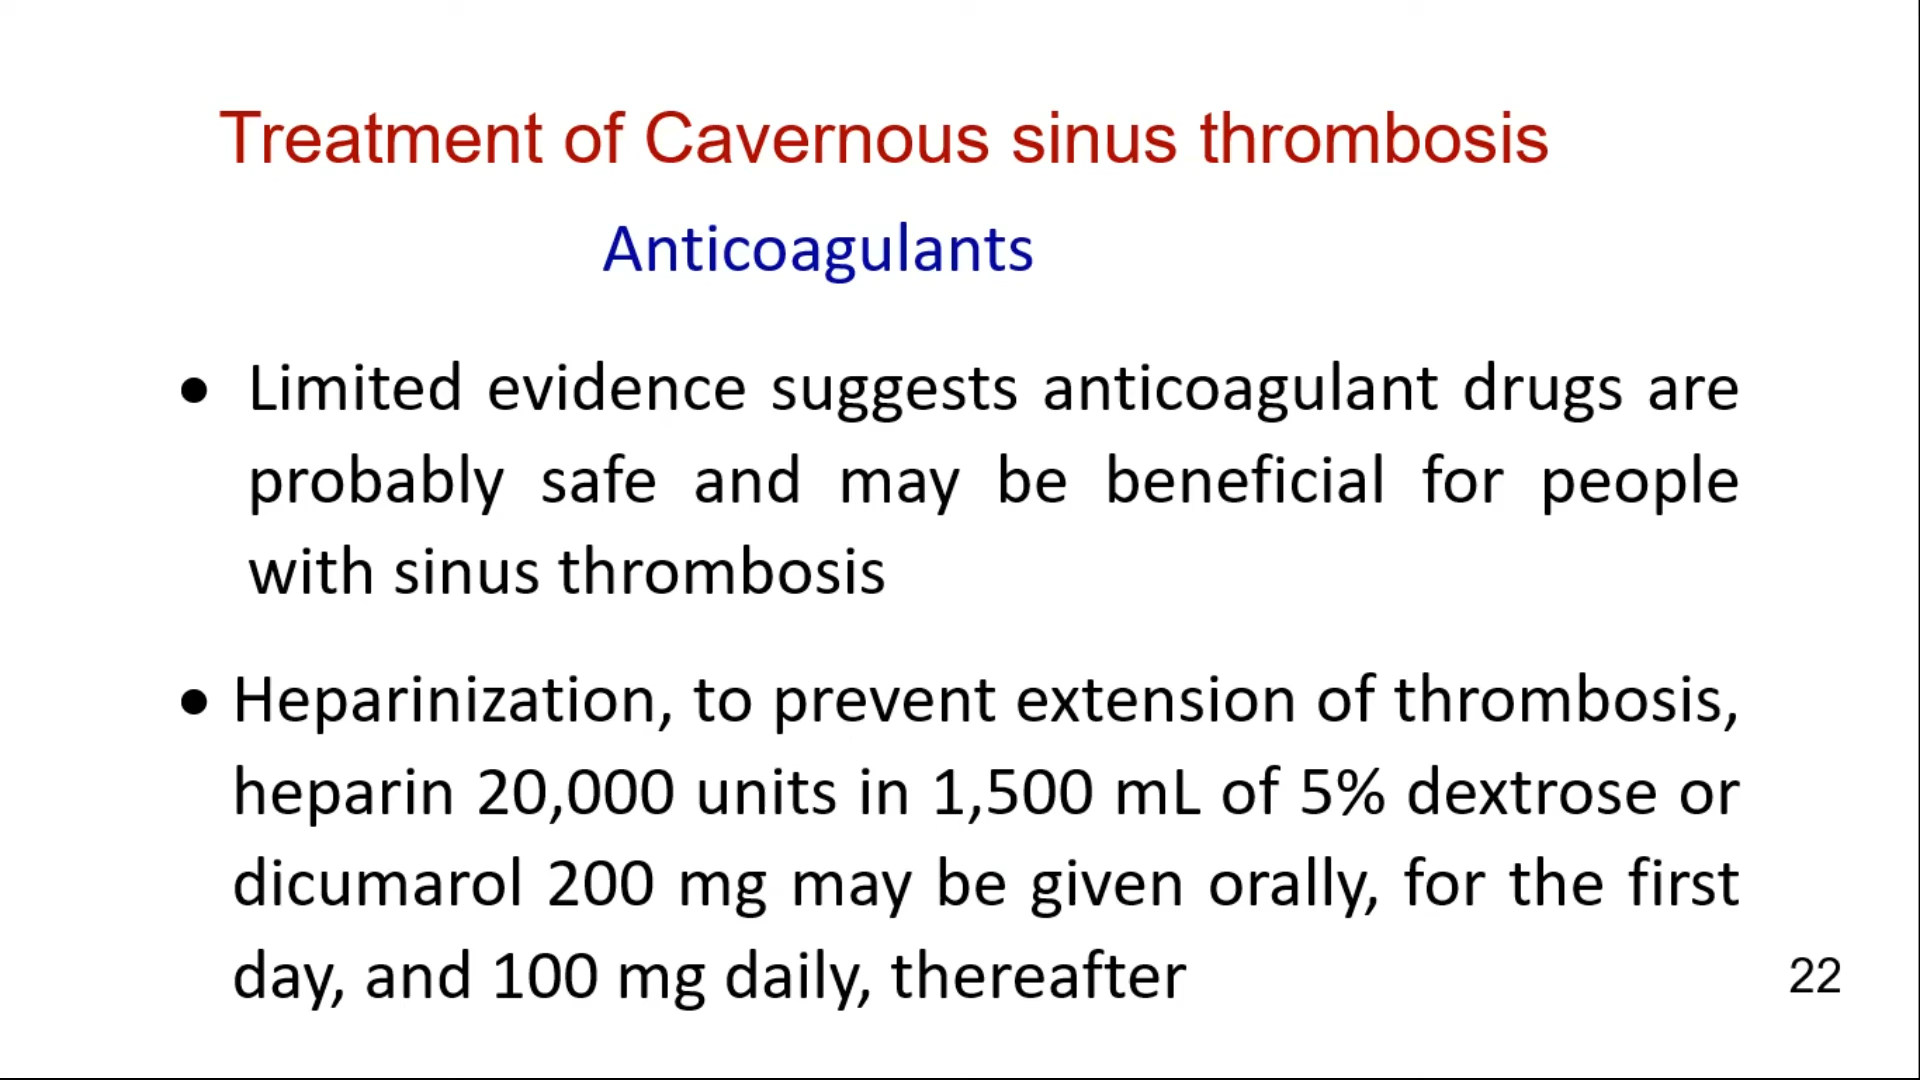 Treatment of Cavernous sinus thrombosis
Anticoagulants
• Limited evidence suggests anticoagulant drugs are
probably safe and may be beneficial for people
with sinus thrombosis
• Heparinization, to prevent extension of thrombosis,
heparin 20,000 units in 1,500 mL of 5% dextrose or
dicumarol 200 mg may be given orally, for the first
day, and 100 mg daily, thereafter
22